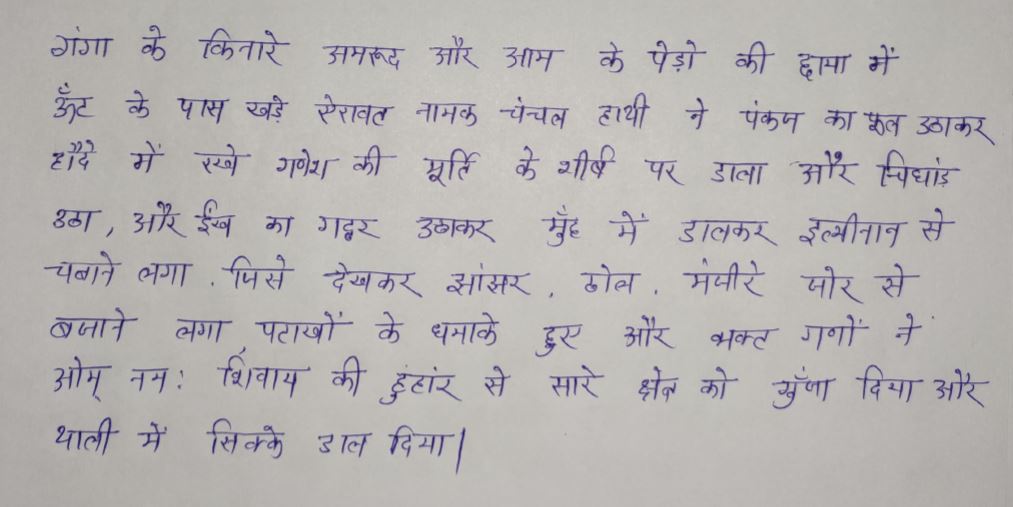 गंगा के किनारे अमरूद और आम के पेड़ो की छाया में
ऊँट के पास खड़े ऐरावत नामक चंचल हाथी ने पंकज का फूल उठाकर
हौदे में रखे गणेश की मूर्ति के शीर्ष पर डाला और चिघांड़
उठा, और ईख का गट्ठर उठाकर मुँह में डालकर इत्मीनान से
चबाने लगा. जिसे देखकर झांझर, ढोल, मंजीरे जोर से
बजाने लगा, पटाखों के धमाके हुए और भक्त गणों ने
ओम् नम: शिवाय की हुंहांर से सारे क्षेत्र को गुँजा दिया और
थाली में सिक्के डाल दिया।